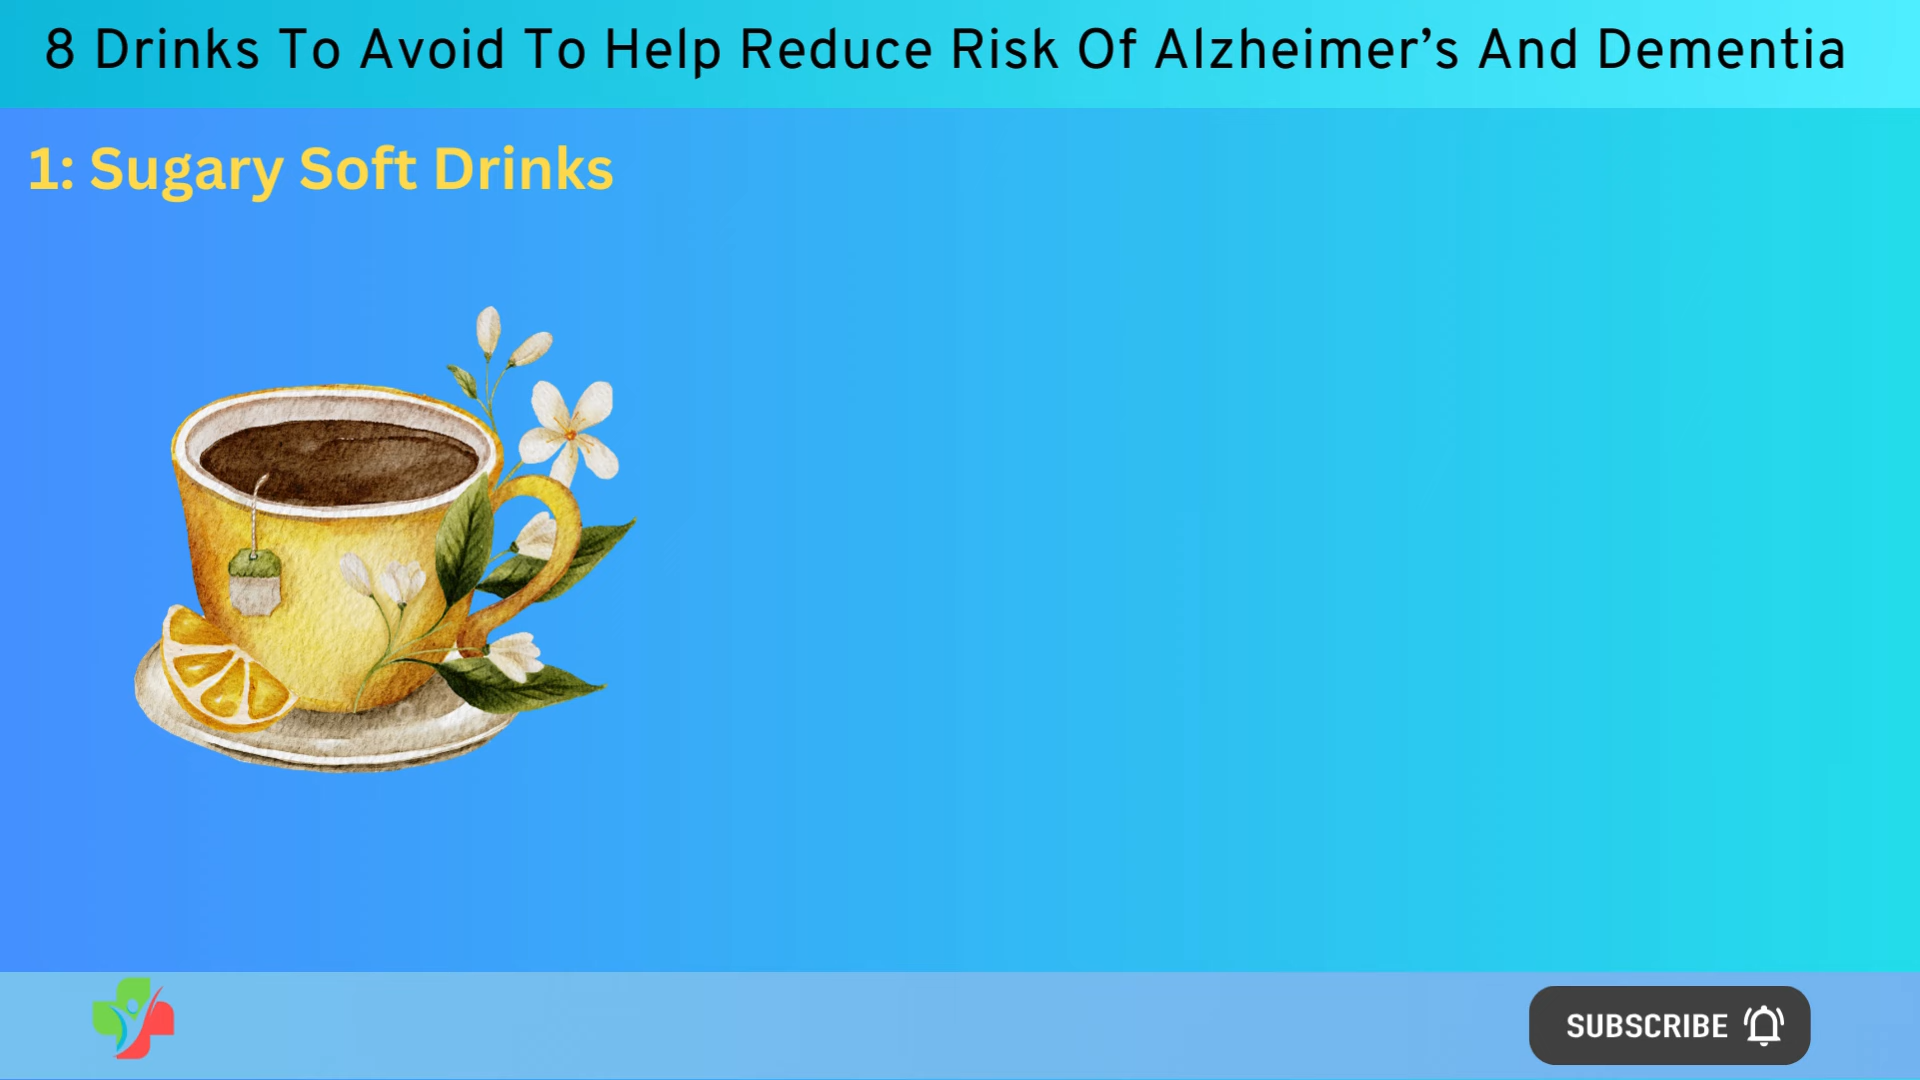 8 Drinks To Avoid To Help Reduce Risk Of Alzheimer’s And Dementia
1: Sugary Soft Drinks
SUBSCRIBE